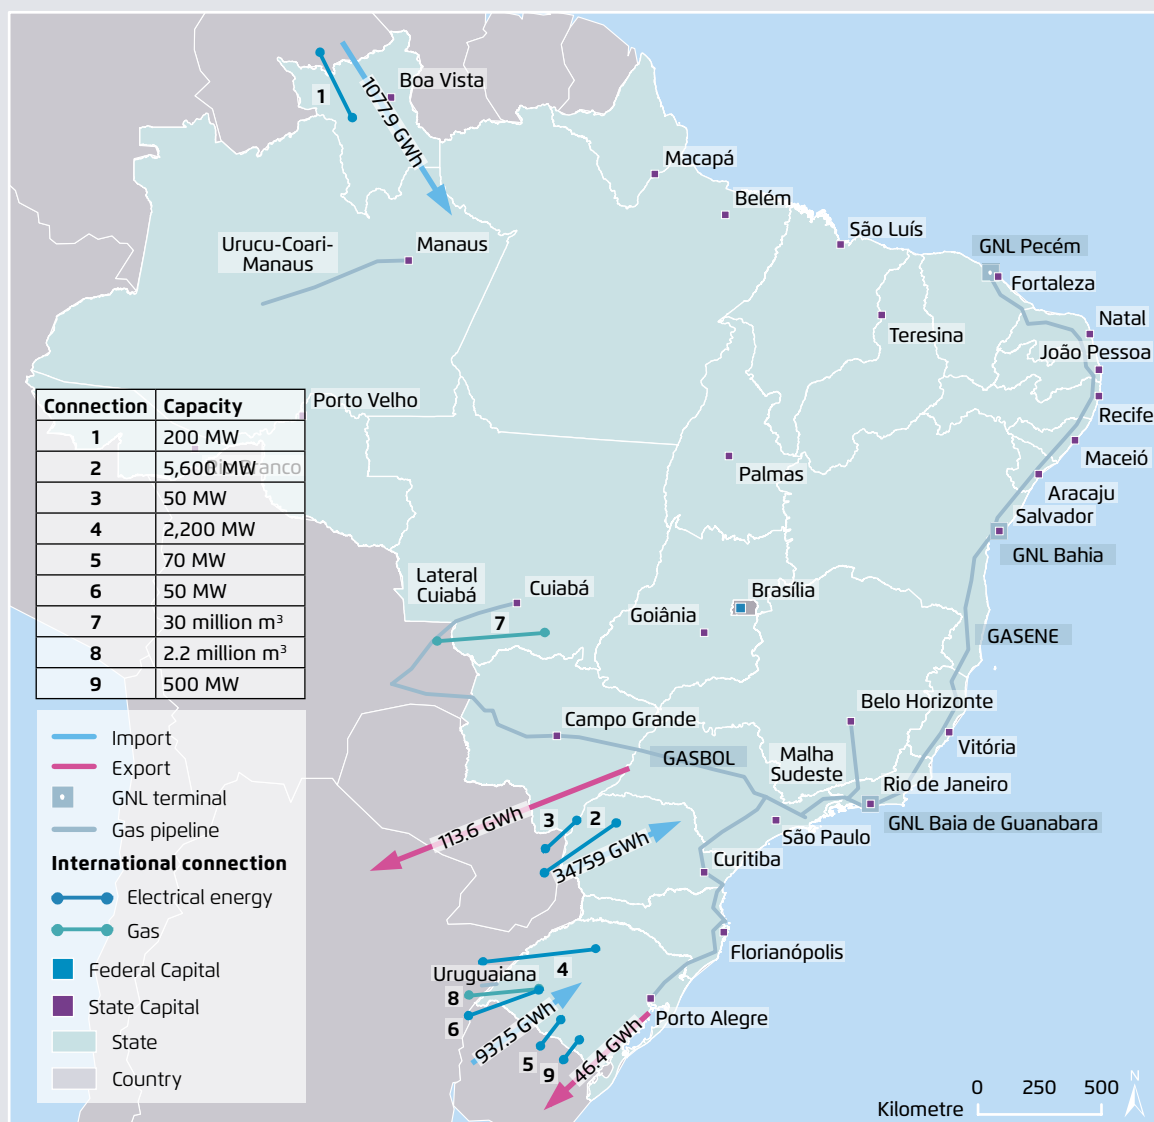 Boa Vista
1
1077.9 GWh
Macapá
Belém
São Luís
Urucu-Coari-
Manaus
Manaus
GNL Pecém
Fortaleza
Teresina
Natal
João Pessoa
Recife
Maceió
Aracaju
Salvador
GNL Bahia
Porto Velho
Rio Branco
Palmas
Connection Capacity
1 200 MW
2 5,600 MW
3 50 MW
4 2,200 MW
5 70 MW
6 50 MW
7 30 million m³
8 2.2 million m³
9 500 MW
Lateral
Cuiabá
Cuiabá
7
Brasília
Goiânia
GASENE
Belo Horizonte
Vitória
Campo Grande
GASBOL
Malha
Sudeste
Rio de Janeiro
GNL Baia de Guanabara
São Paulo
113.6 GWh
3
2
34759 GWh
Curitiba
Florianópolis
4
Uruguaiana
8
6
937.5 GWh
5
9
46.4 GWh
Porto Alegre
Import
Export
GNL terminal
Gas pipeline
International connection
Electrical energy
Gas
Federal Capital
State Capital
State
Country
0 250 500
Kilometre
N